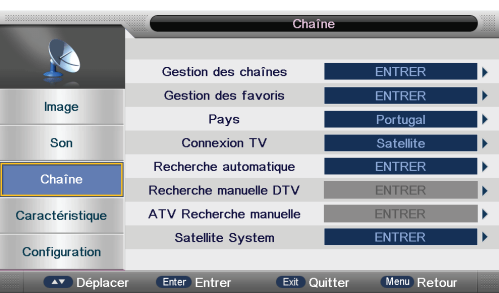 Chaîne
Image
Son
Chaîne
Caractéristique
Configuration
Gestion des chaînes ENTRER
Gestion des favoris ENTRER
Pays Portugal
Connexion TV Satellite
Recherche automatique ENTRER
Recherche manuelle DTV ENTRER
ATV Recherche manuelle ENTRER
Satellite System ENTRER
Déplacer Enter Entrer Exit Quitter Menu Retour